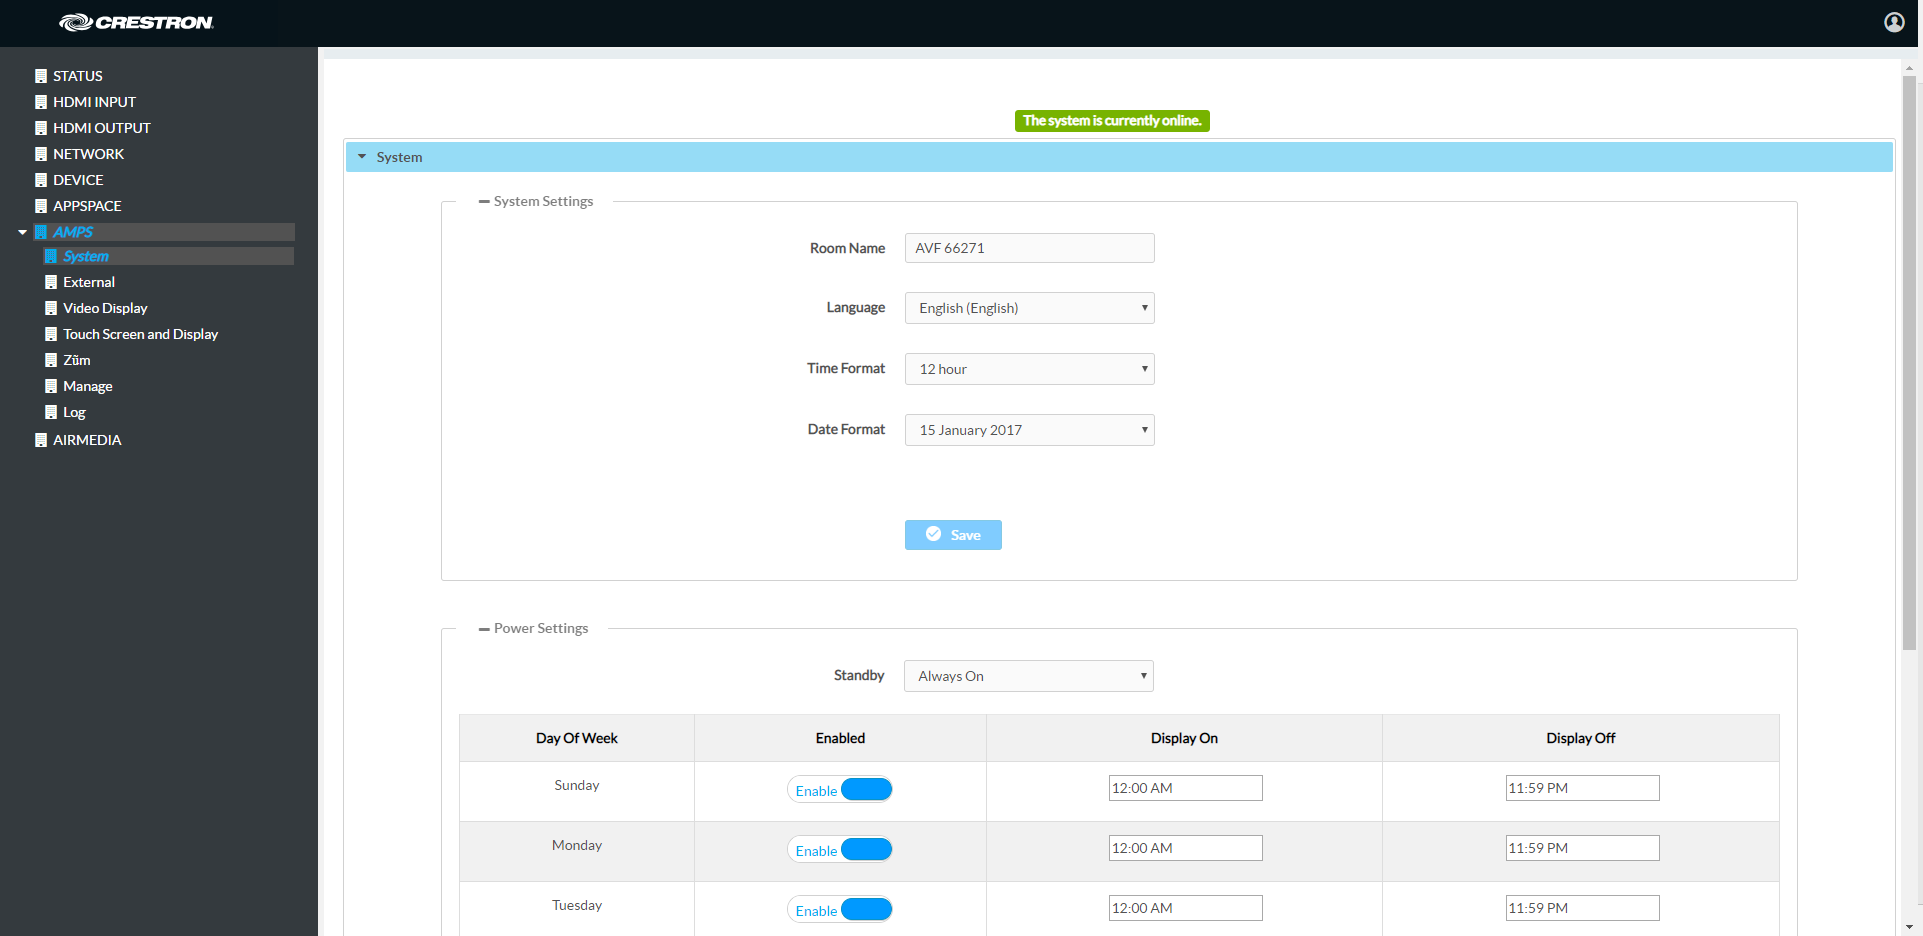 CRESTRON
STATUS
HDMI INPUT
HDMI OUTPUT
NETWORK
DEVICE
APPSPACE
AMPS
System
External
Video Display
Touch Screen and Display
Zūm
Manage
Log
AIRMEDIA
The system is currently online.
System
System Settings
Room Name AVF 66271
Language English (English)
Time Format 12 hour
Date Format 15 January 2017
Save
Power Settings
Standby Always On
Day Of Week Enabled Display On Display Off
Sunday Enable 12:00 AM 11:59 PM
Monday Enable 12:00 AM 11:59 PM
Tuesday Enable 12:00 AM 11:59 PM